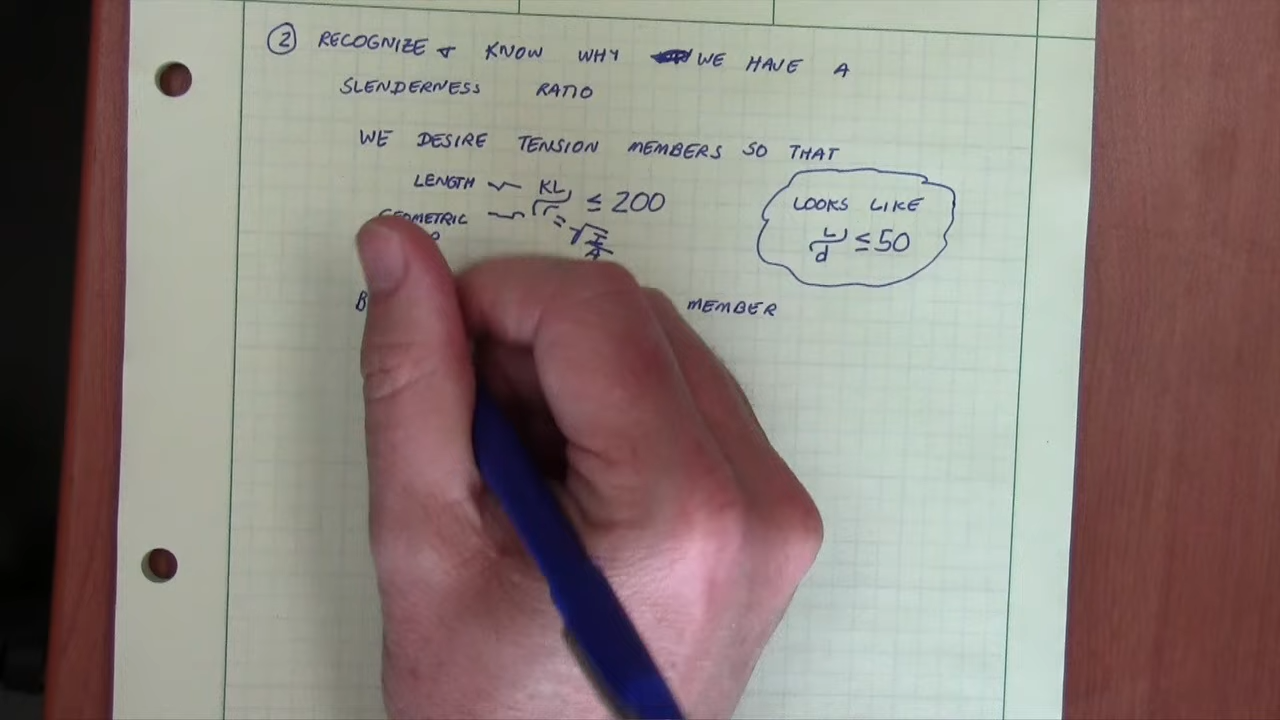 ② RECOGNIZE & KNOW WHY WE HAVE A
SLENDERNESS RATIO
WE DESIRE TENSION MEMBERS SO THAT
LENGTH KL/r ≤ 200
GEOMETRIC = √I/A
LOOKS LIKE
L/d ≤ 50
MEMBER